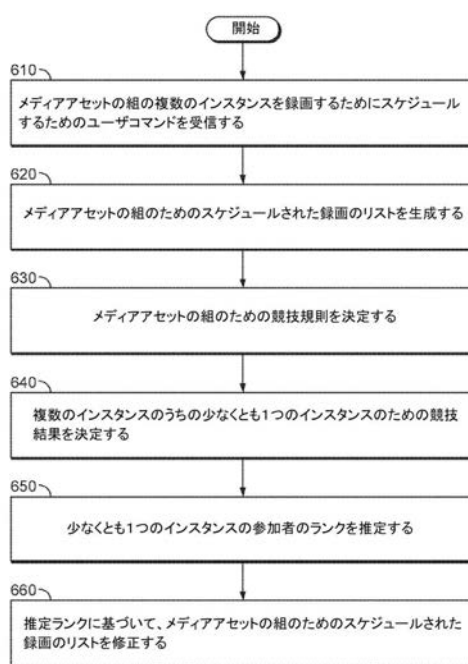 開始
610
メディアアセットの組の複数のインスタンスを録画するためにスケジュール
するためのユーザコマンドを受信する
620
メディアアセットの組のためのスケジュールされた録画のリストを生成する
630
メディアアセットの組のための競技規則を決定する
640
複数のインスタンスのうちの少なくとも1つのインスタンスのための競技
結果を決定する
650
少なくとも1つのインスタンスの参加者のランクを推定する
660
推定ランクに基づいて、メディアアセットの組のためのスケジュールされた
録画のリストを修正する